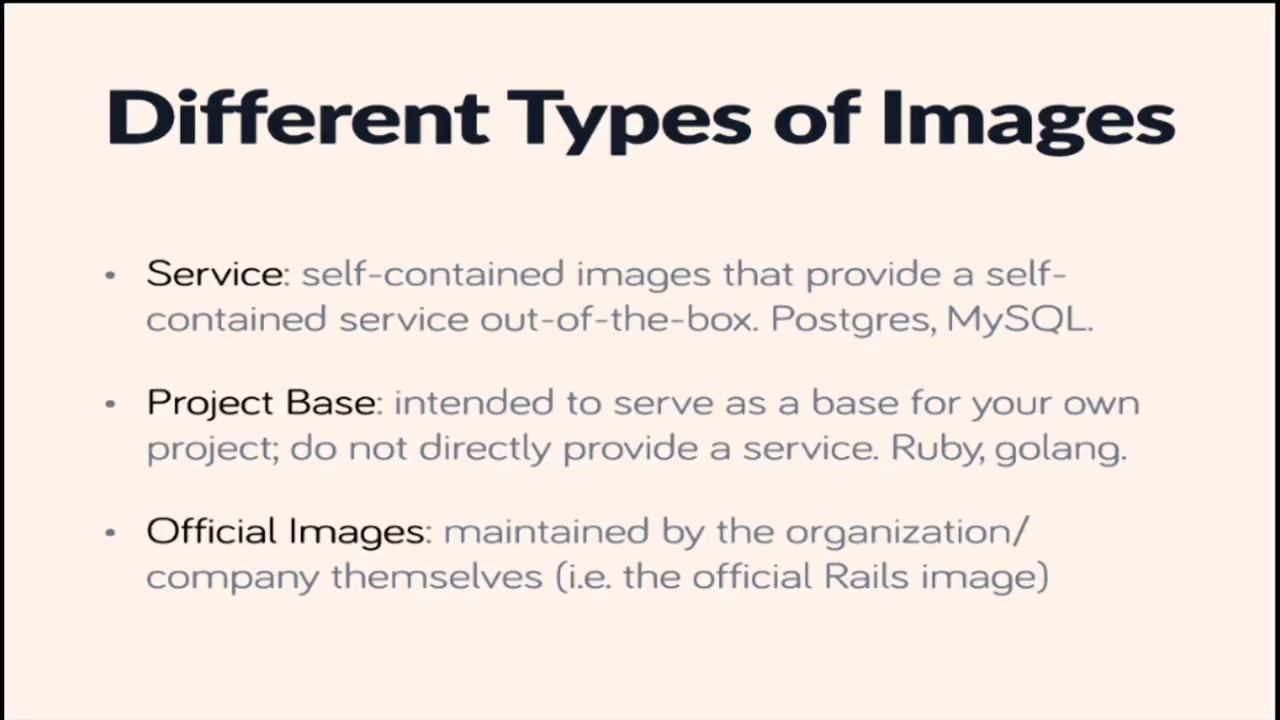 Different Types of Images
• Service: self-contained images that provide a self-
contained service out-of-the-box. Postgres, MySQL.
• Project Base: intended to serve as a base for your own
project; do not directly provide a service. Ruby, golang.
• Official Images: maintained by the organization/
company themselves (i.e. the official Rails image)